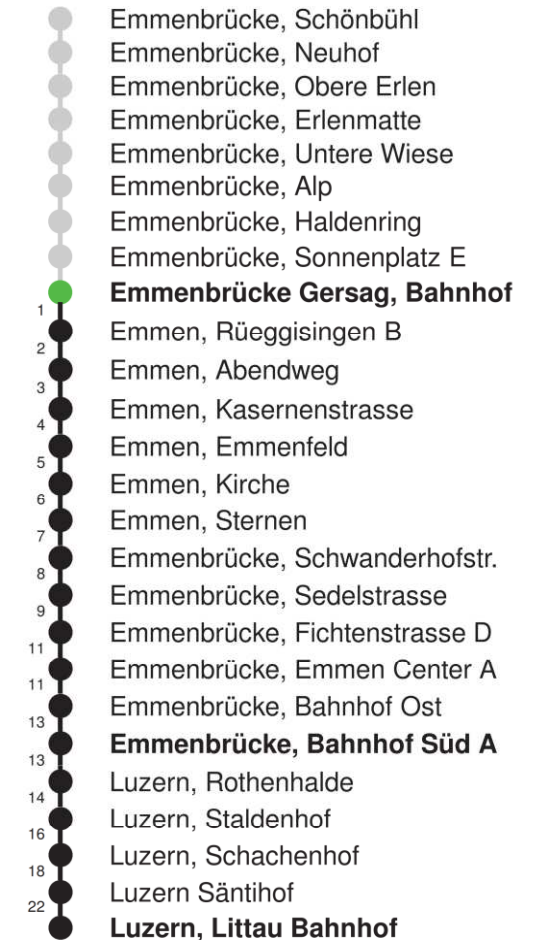 Emmenbrücke, Schönbühl
Emmenbrücke, Neuhof
Emmenbrücke, Obere Erlen
Emmenbrücke, Erlenmatte
Emmenbrücke, Untere Wiese
Emmenbrücke, Alp
Emmenbrücke, Haldenring
Emmenbrücke, Sonnenplatz E
Emmenbrücke Gersag, Bahnhof
1
Emmen, Rüeggisingen B
2
Emmen, Abendweg
3
Emmen, Kasernenstrasse
4
Emmen, Emmenfeld
5
Emmen, Kirche
6
Emmen, Sternen
7
Emmenbrücke, Schwanderhofstr.
8
Emmenbrücke, Sedelstrasse
9
Emmenbrücke, Fichtenstrasse D
11
Emmenbrücke, Emmen Center A
11
Emmenbrücke, Bahnhof Ost
13
Emmenbrücke, Bahnhof Süd A
13
Luzern, Rothenhalde
14
Luzern, Staldenhof
16
Luzern, Schachenhof
18
Luzern Säntihof
22
Luzern, Littau Bahnhof